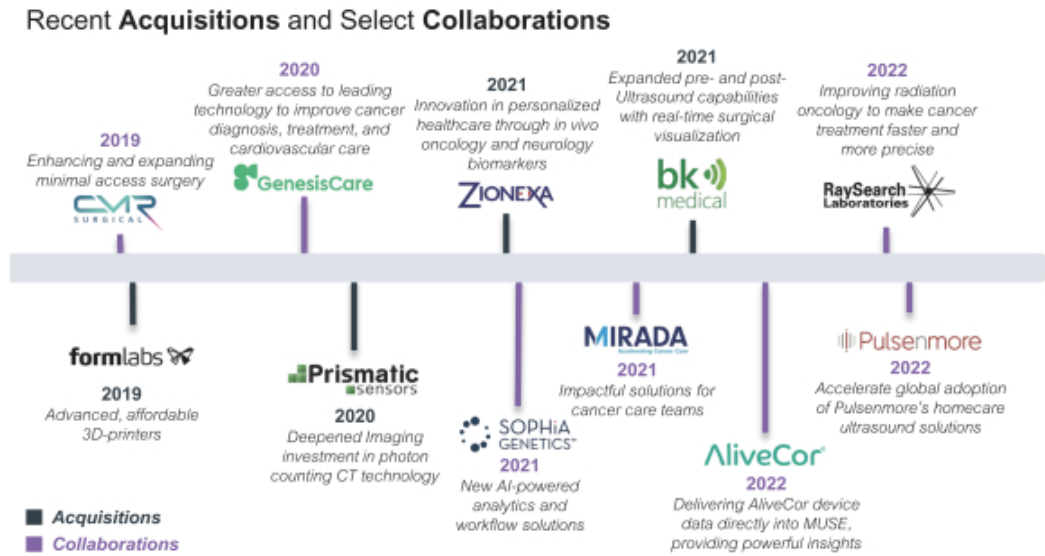 Recent Acquisitions and Select Collaborations
2019
Enhancing and expanding
minimal access surgery
CMR
SURGICAL
2020
Greater access to leading
technology to improve cancer
diagnosis, treatment, and
cardiovascular care
GenesisCare
2021
Innovation in personalized
healthcare through in vivo
oncology and neurology
biomarkers
ZIONEXA
2021
Expanded pre- and post-
Ultrasound capabilities
with real-time surgical
visualization
bk
medical
2022
Improving radiation
oncology to make cancer
treatment faster and
more precise
RaySearch
Laboratories
formlabs
2019
Advanced, affordable
3D-printers
Prismatic
sensors
2020
Deepened Imaging
investment in photon
counting CT technology
SOPHiA
GENETICS™
2021
New AI-powered
analytics and
workflow solutions
MIRADA
Accelerating Cancer Care
2021
Impactful solutions for
cancer care teams
AliveCor®
2022
Delivering AliveCor device
data directly into MUSE,
providing powerful insights
Pulsenmore
2022
Accelerate global adoption
of Pulsenmore's homecare
ultrasound solutions
Acquisitions
Collaborations